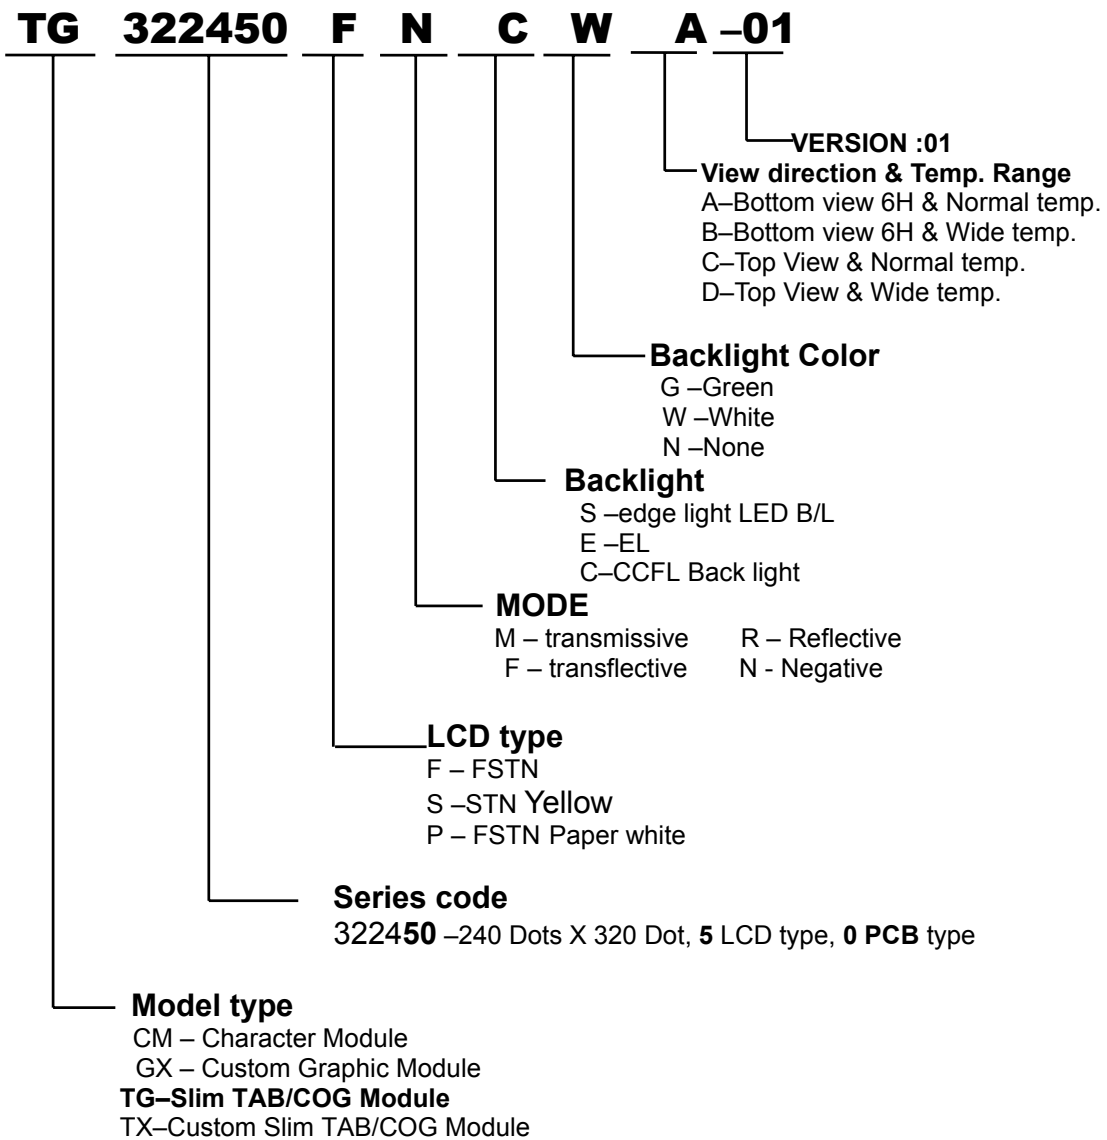 TG 322450 F N C W A –01
VERSION :01
View direction & Temp. Range
A–Bottom view 6H & Normal temp.
B–Bottom view 6H & Wide temp.
C–Top View & Normal temp.
D–Top View & Wide temp.
Backlight Color
G –Green
W –White
N –None
Backlight
S –edge light LED B/L
E –EL
C–CCFL Back light
MODE
M – transmissive R – Reflective
F – transflective N - Negative
LCD type
F – FSTN
S –STN Yellow
P – FSTN Paper white
Series code
322450 –240 Dots X 320 Dot, 5 LCD type, 0 PCB type
Model type
CM – Character Module
GX – Custom Graphic Module
TG–Slim TAB/COG Module
TX–Custom Slim TAB/COG Module